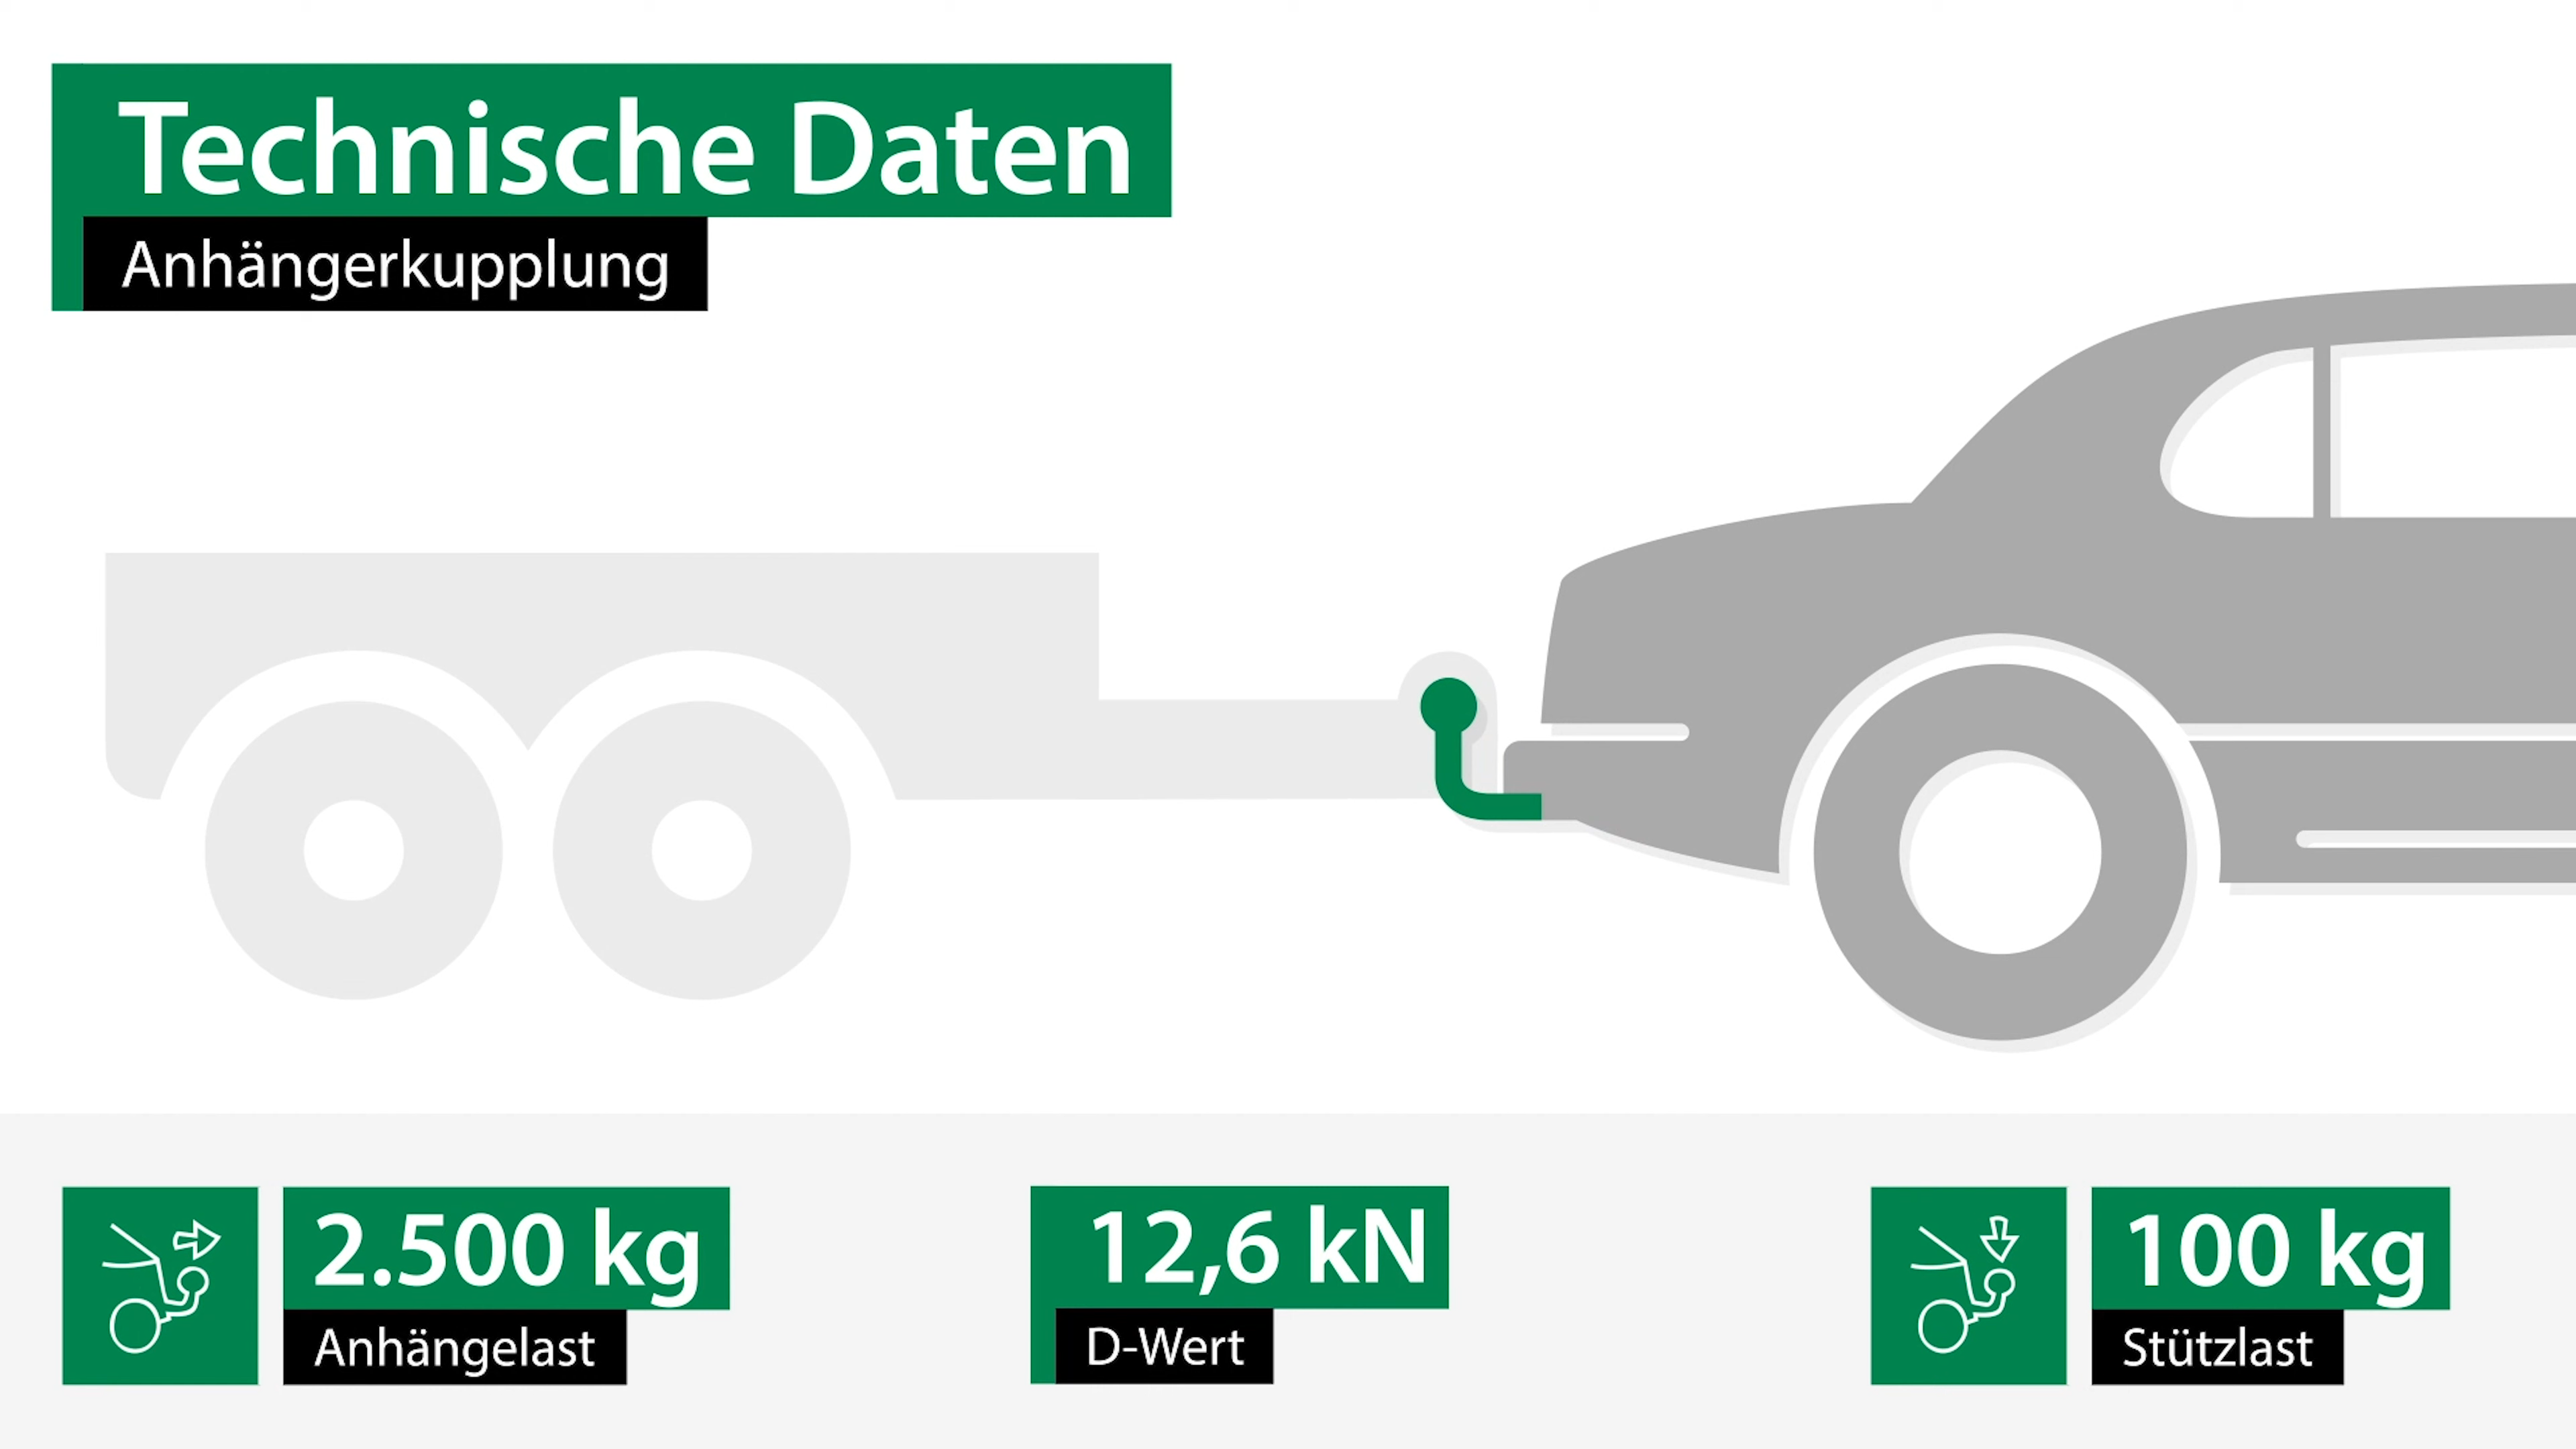 Technische Daten
Anhängerkupplung
2.500 kg
Anhängelast
12,6 kN
D-Wert
100 kg
Stützlast